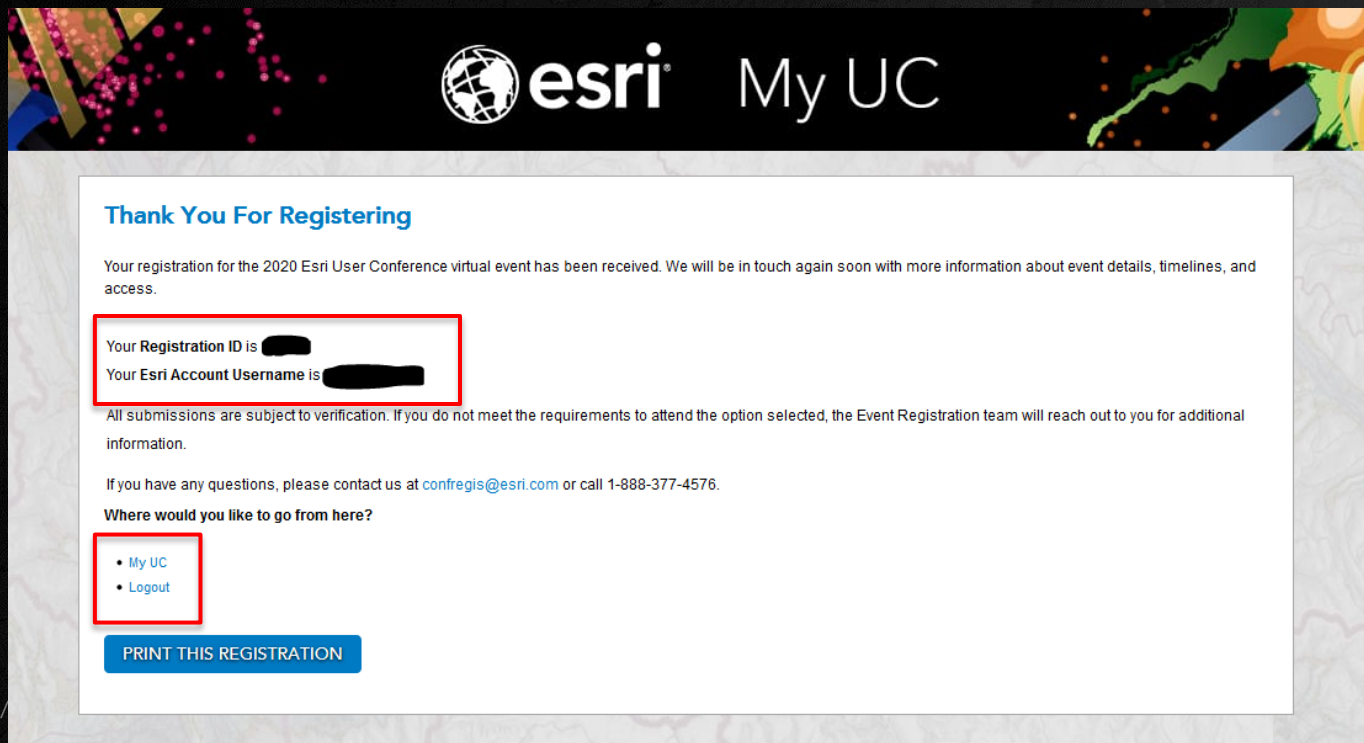 esri® My UC
Thank You For Registering
Your registration for the 2020 Esri User Conference virtual event has been received. We will be in touch again soon with more information about event details, timelines, and
access.
Your Registration ID is
Your Esri Account Username is
All submissions are subject to verification. If you do not meet the requirements to attend the option selected, the Event Registration team will reach out to you for additional
information.
If you have any questions, please contact us at confregis@esri.com or call 1-888-377-4576.
Where would you like to go from here?
• My UC
• Logout
PRINT THIS REGISTRATION
/